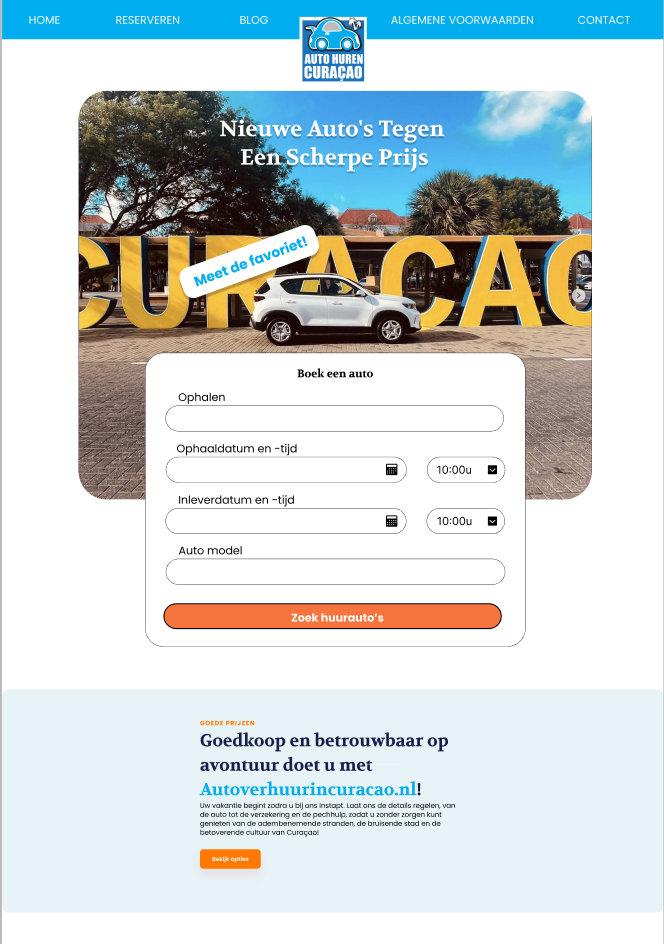 HOME
RESERVEREN
BLOG
AUTO HUREN
CURAÇAO
ALGEMENE VOORWAARDEN
CONTACT
Nieuwe Auto's Tegen
Een Scherpe Prijs
CURAÇAO
Meet de favoriet!
Boek een auto
Ophalen
Ophaaldatum en -tijd
10:00u
Inleverdatum en -tijd
10:00u
Auto model
Zoek huurauto’s
GOEDE PRIJZEN
Goedkoop en betrouwbaar op
avontuur doet u met
Autoverhuurincuracao.nl!
Uw vakantie begint zodra u bij ons instapt. Laat ons de details regelen, van
de auto tot de verzekering en de pechhulp, zodat u zonder zorgen kunt
genieten van de adembenemende stranden, de bruisende stad en de
betoverende cultuur van Curaçao!
Bekijk opties